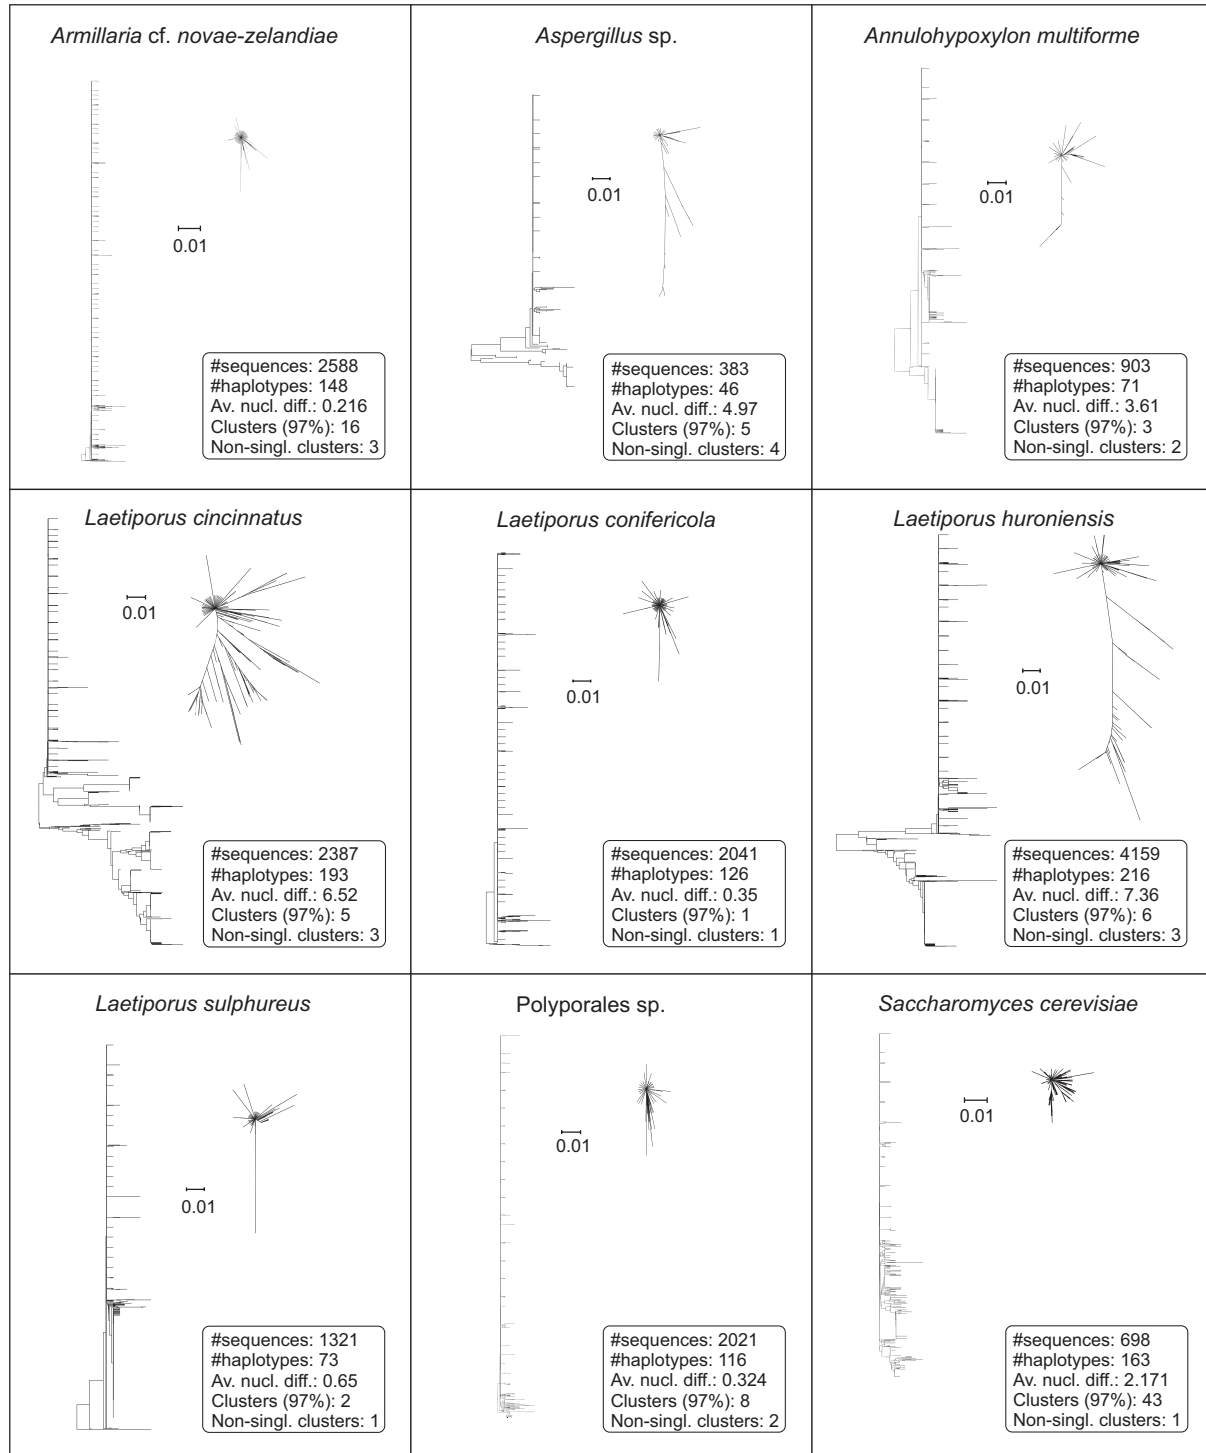 Armillaria cf. novae-zelandiae
0.01
#sequences: 2588
#haplotypes: 148
Av. nucl. diff.: 0.216
Clusters (97%): 16
Non-singl. clusters: 3
Aspergillus sp.
0.01
#sequences: 383
#haplotypes: 46
Av. nucl. diff.: 4.97
Clusters (97%): 5
Non-singl. clusters: 4
Annulohypoxylon multiforme
0.01
#sequences: 903
#haplotypes: 71
Av. nucl. diff.: 3.61
Clusters (97%): 3
Non-singl. clusters: 2
Laetiporus cincinnatus
0.01
#sequences: 2387
#haplotypes: 193
Av. nucl. diff.: 6.52
Clusters (97%): 5
Non-singl. clusters: 3
Laetiporus conifericola
0.01
#sequences: 2041
#haplotypes: 126
Av. nucl. diff.: 0.35
Clusters (97%): 1
Non-singl. clusters: 1
Laetiporus huroniensis
0.01
#sequences: 4159
#haplotypes: 216
Av. nucl. diff.: 7.36
Clusters (97%): 6
Non-singl. clusters: 3
Laetiporus sulphureus
0.01
#sequences: 1321
#haplotypes: 73
Av. nucl. diff.: 0.65
Clusters (97%): 2
Non-singl. clusters: 1
Polyporales sp.
0.01
#sequences: 2021
#haplotypes: 116
Av. nucl. diff.: 0.324
Clusters (97%): 8
Non-singl. clusters: 2
Saccharomyces cerevisiae
0.01
#sequences: 698
#haplotypes: 163
Av. nucl. diff.: 2.171
Clusters (97%): 43
Non-singl. clusters: 1